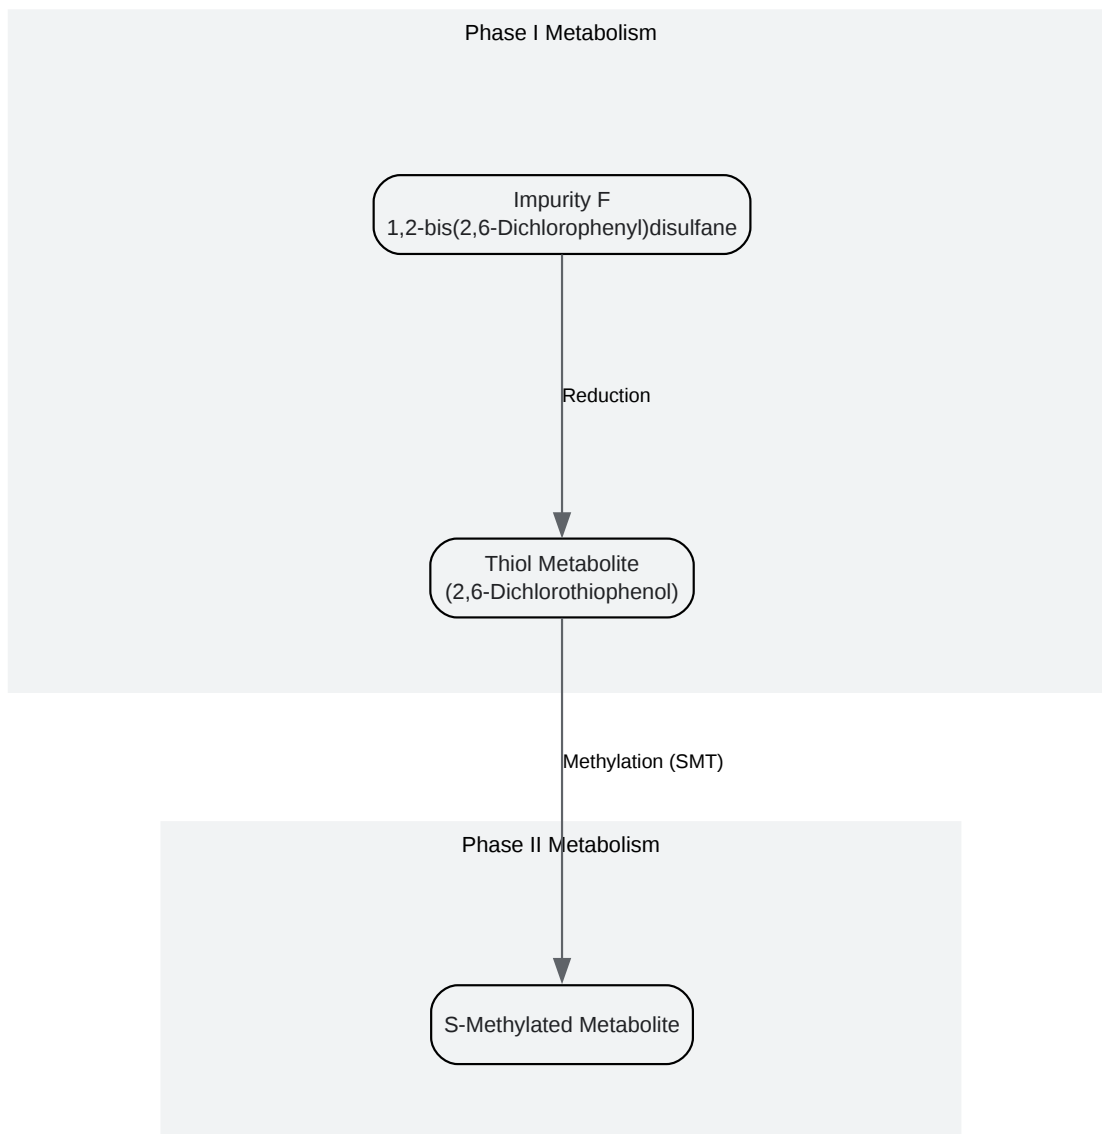 Phase I Metabolism
Impurity F
1,2-bis(2,6-Dichlorophenyl)disulfane
Reduction
Thiol Metabolite
(2,6-Dichlorothiophenol)
Methylation (SMT)
Phase II Metabolism
S-Methylated Metabolite